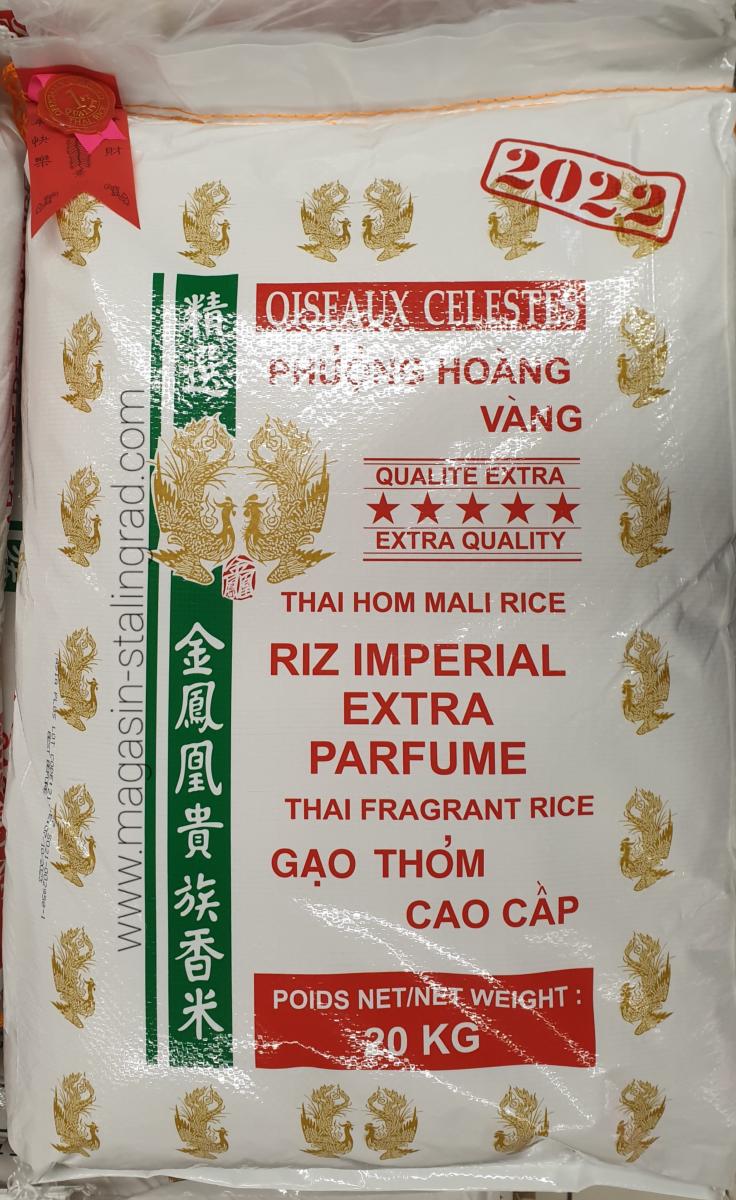 2022
精選
OISEAUX CELESTES
PHƯỢNG HOÀNG
VÀNG
QUALITE EXTRA
EXTRA QUALITY
THAI HOM MALI RICE
RIZ IMPERIAL
EXTRA
PARFUME
THAI FRAGRANT RICE
GẠO THỎM
CAO CẦP
金鳳凰貴族香米
POIDS NET/NET WEIGHT :
20 KG
www.magasin-stalingrad.com